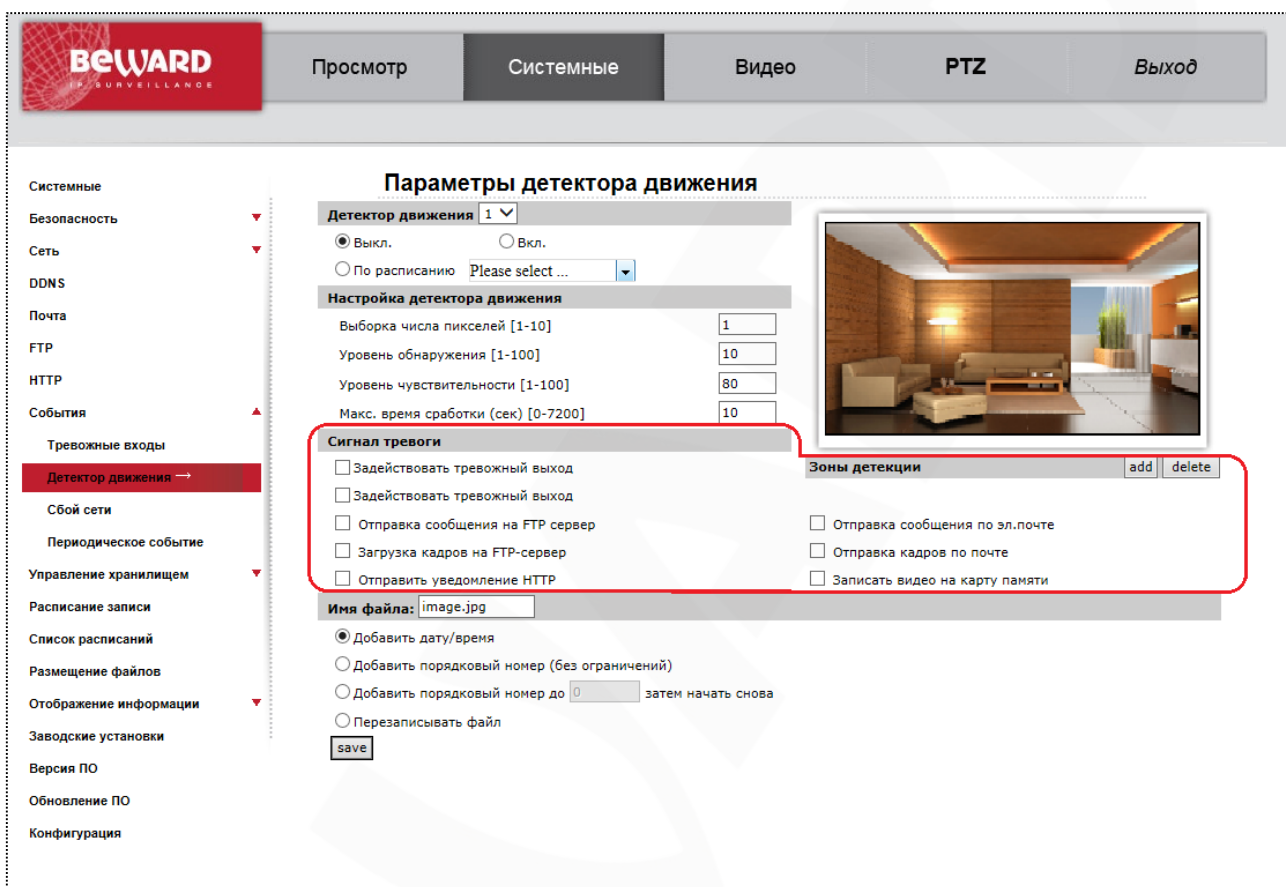 BEWARD
IP SURVEILLANCE
Просмотр
Системные
Видео
PTZ
Выход
Системные
Безопасность
Сеть
DDNS
Почта
FTP
HTTP
События
Тревожные входы
Детектор движения →
Сбой сети
Периодическое событие
Управление хранилищем
Расписание записи
Список расписаний
Размещение файлов
Отображение информации
Заводские установки
Версия ПО
Обновление ПО
Конфигурация
Параметры детектора движения
Детектор движения 1
Выкл. Вкл.
По расписанию Please select ...
Настройка детектора движения
Выборка числа пикселей [1-10] 1
Уровень обнаружения [1-100] 10
Уровень чувствительности [1-100] 80
Макс. время сработки (сек) [0-7200] 10
Сигнал тревоги
Задействовать тревожный выход
Зоны детекции add delete
Задействовать тревожный выход
Отправка сообщения на FTP сервер
Отправка сообщения по эл.почте
Загрузка кадров на FTP-сервер
Отправка кадров по почте
Отправить уведомление HTTP
Записать видео на карту памяти
Имя файла: image.jpg
Добавить дату/время
Добавить порядковый номер (без ограничений)
Добавить порядковый номер до 0 затем начать снова
Перезаписывать файл
save